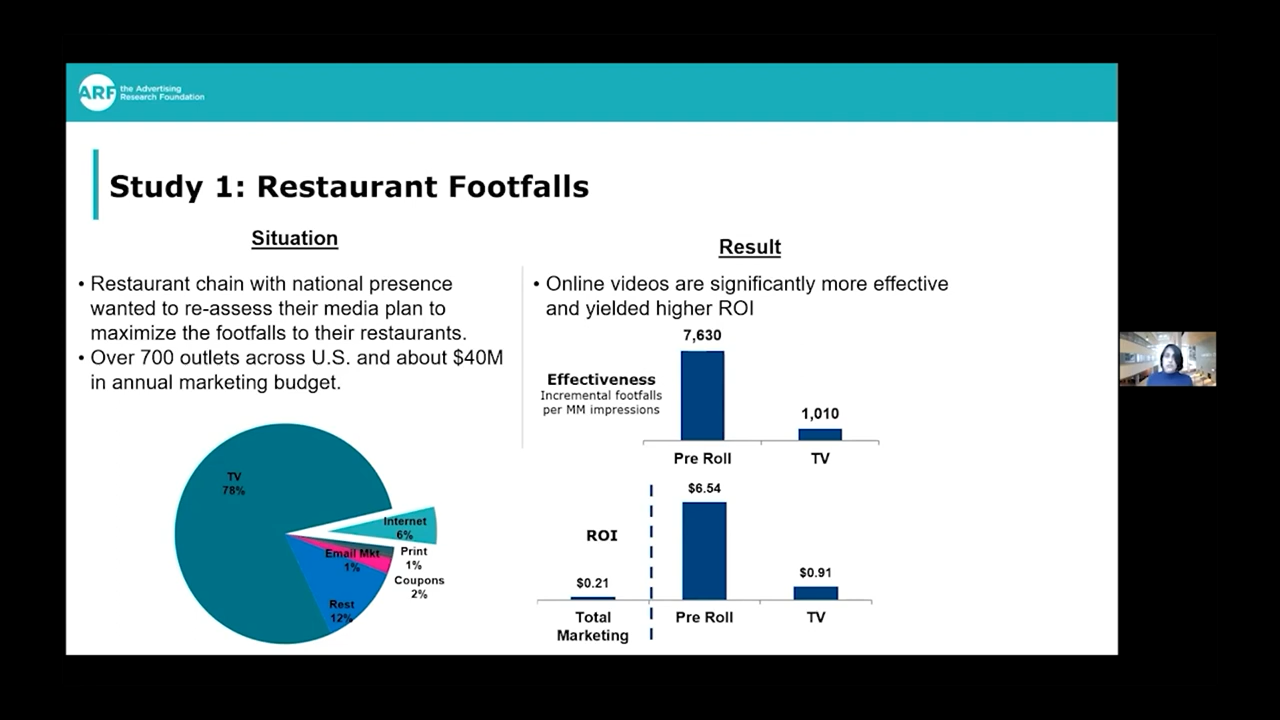 ARF
the Advertising
Research Foundation
Study 1: Restaurant Footfalls
Situation
• Restaurant chain with national presence
wanted to re-assess their media plan to
maximize the footfalls to their restaurants.
• Over 700 outlets across U.S. and about $40M
in annual marketing budget.
TV
78%
Internet
6%
Print
1%
Email Mkt
1%
Coupons
2%
Rest
12%
Result
• Online videos are significantly more effective
and yielded higher ROI
Effectiveness
Incremental footfalls
per MM impressions
7,630
1,010
Pre Roll
TV
ROI
$0.21
$6.54
$0.91
Total
Marketing
Pre Roll
TV